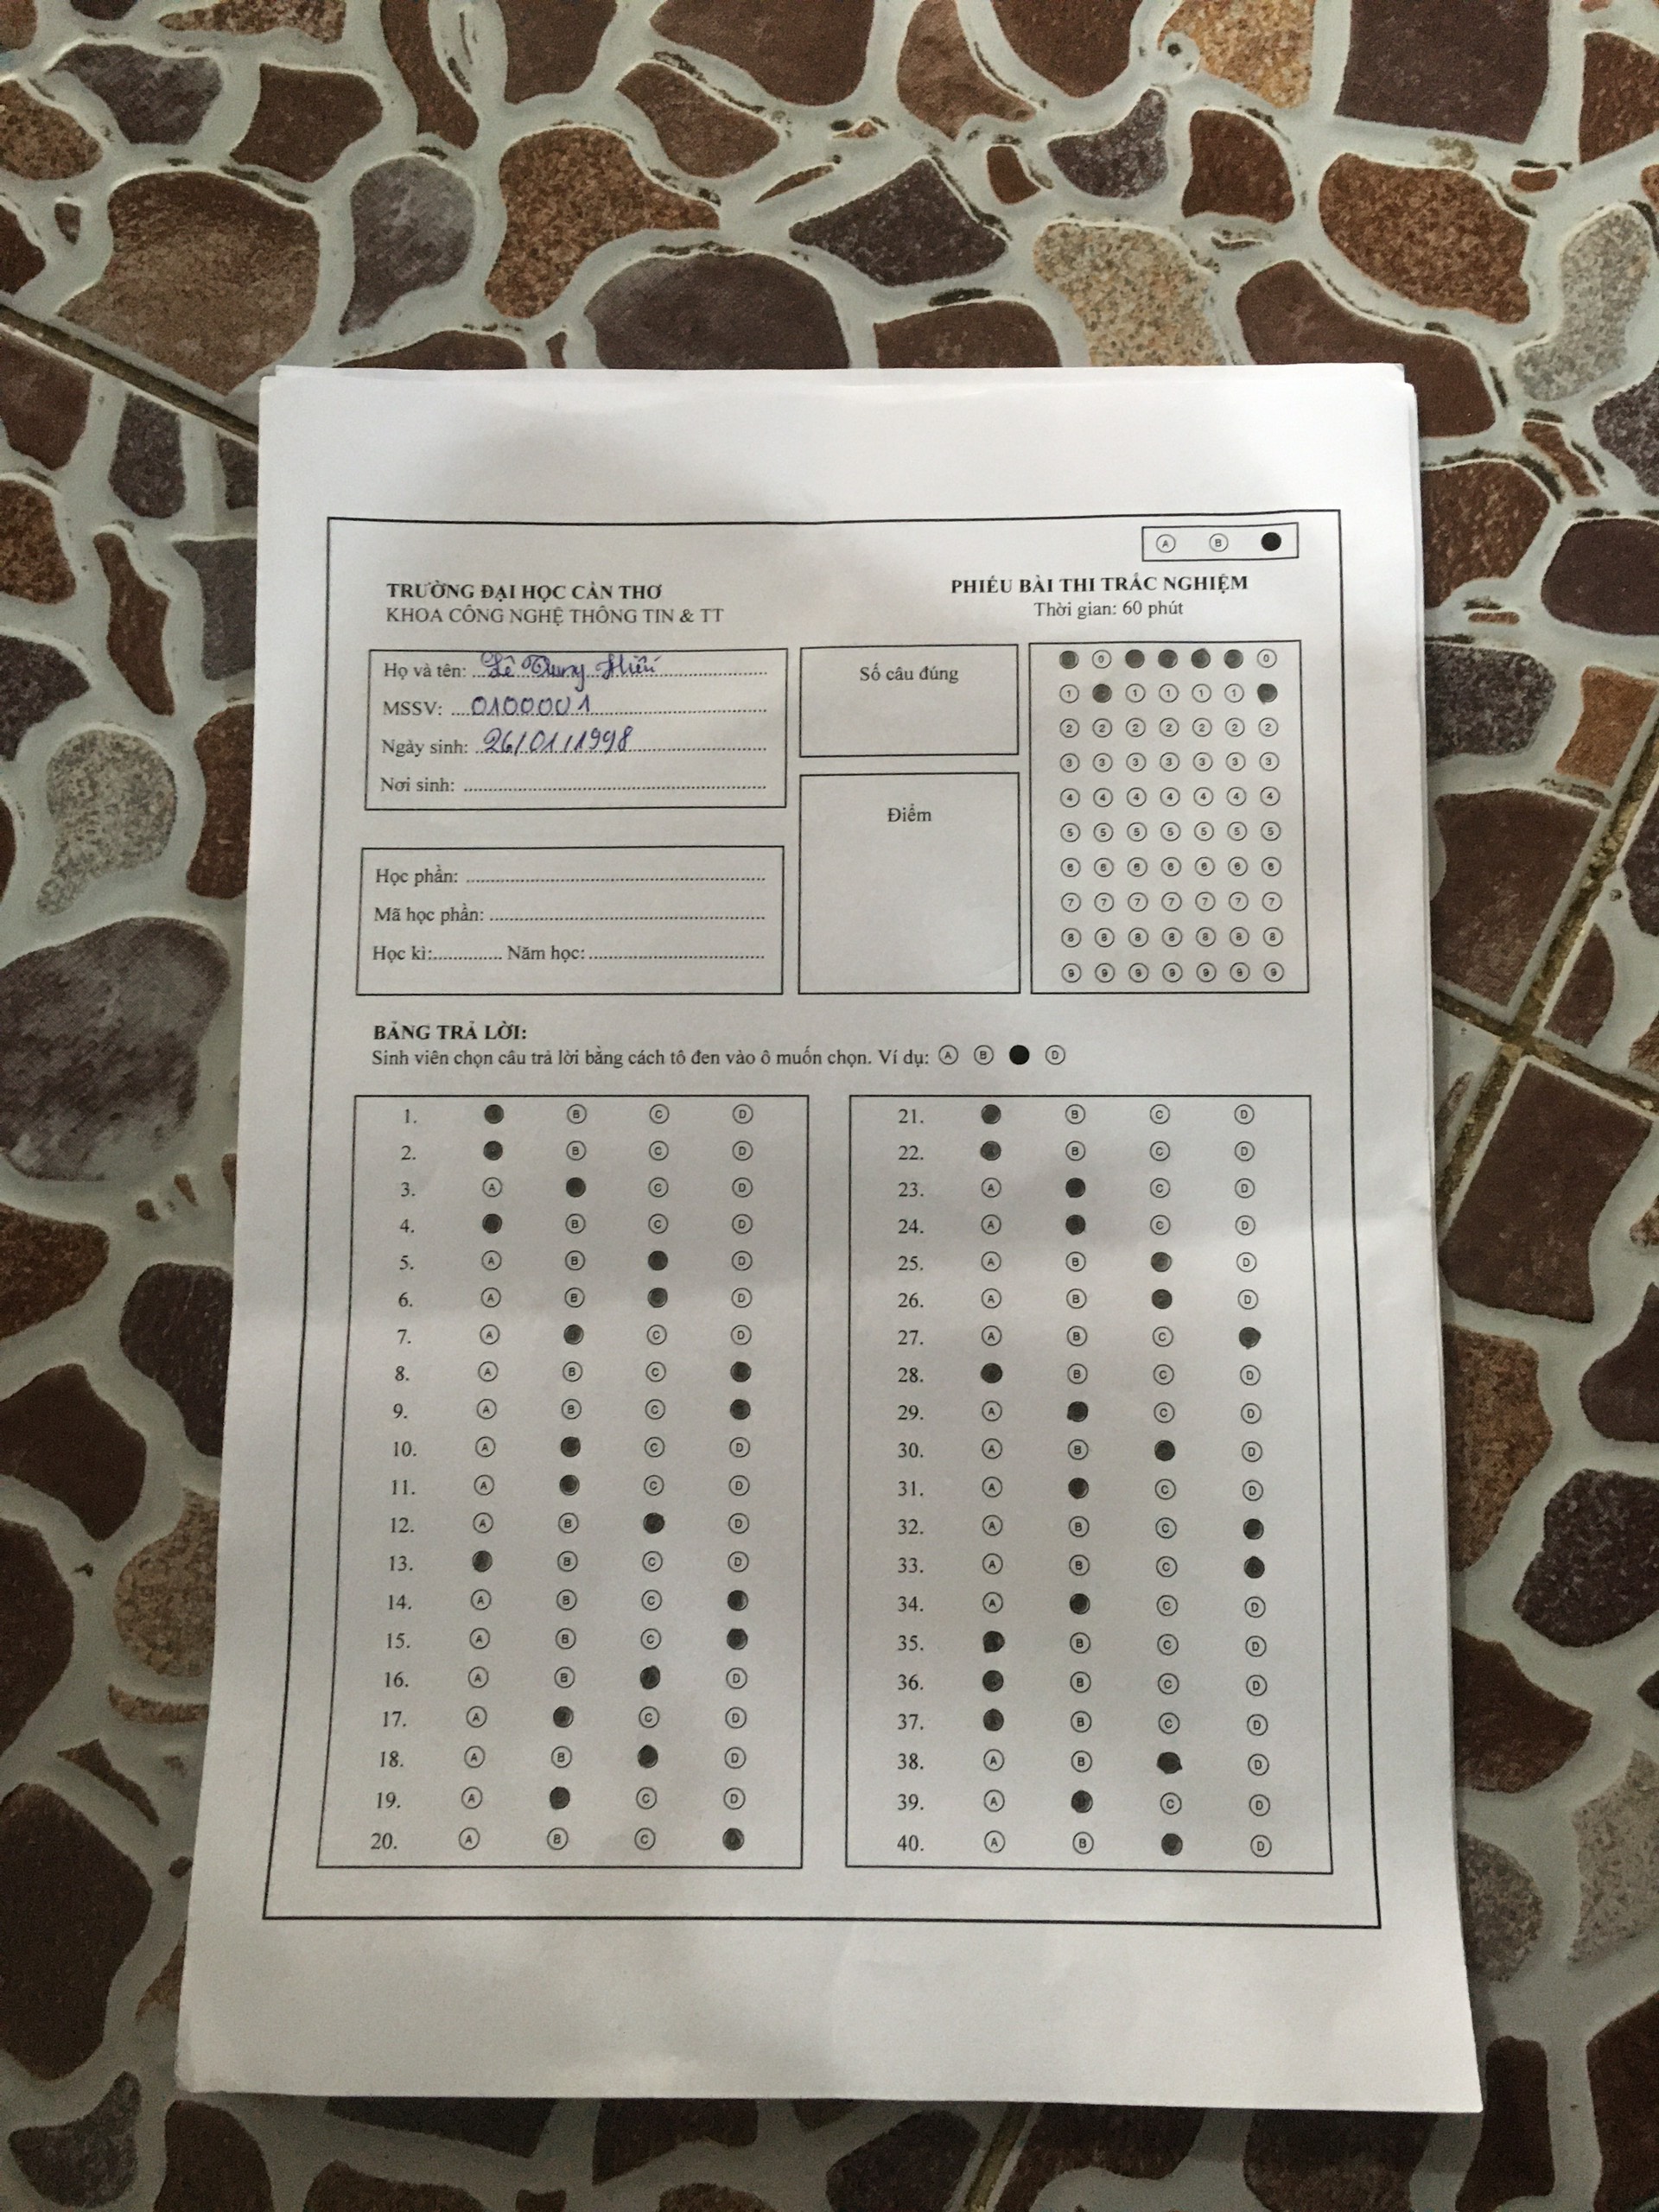 Ⓐ Ⓑ ●
TRƯỜNG ĐẠI HỌC CẦN THƠ
KHOA CÔNG NGHỆ THÔNG TIN & TT
PHIẾU BÀI THI TRẮC NGHIỆM
Thời gian: 60 phút
Họ và tên: Lê Trung Hiếu
MSSV: 0100001
Ngày sinh: 26/01/1998
Nơi sinh:
Học phần:
Mã học phần:
Học kì: Năm học:
Số câu đúng
Điểm
● ⓪ ● ● ● ● ⓪
① ● ① ① ① ① ●
② ② ② ② ② ② ②
③ ③ ③ ③ ③ ③ ③
④ ④ ④ ④ ④ ④ ④
⑤ ⑤ ⑤ ⑤ ⑤ ⑤ ⑤
⑥ ⑥ ⑥ ⑥ ⑥ ⑥ ⑥
⑦ ⑦ ⑦ ⑦ ⑦ ⑦ ⑦
⑧ ⑧ ⑧ ⑧ ⑧ ⑧ ⑧
⑨ ⑨ ⑨ ⑨ ⑨ ⑨ ⑨
BẢNG TRẢ LỜI:
Sinh viên chọn câu trả lời bằng cách tô đen vào ô muốn chọn. Ví dụ: Ⓐ Ⓑ ● Ⓓ
1. ● Ⓑ Ⓒ Ⓓ
2. ● Ⓑ Ⓒ Ⓓ
3. Ⓐ ● Ⓒ Ⓓ
4. ● Ⓑ Ⓒ Ⓓ
5. Ⓐ Ⓑ ● Ⓓ
6. Ⓐ Ⓑ ● Ⓓ
7. Ⓐ ● Ⓒ Ⓓ
8. Ⓐ Ⓑ Ⓒ ●
9. Ⓐ Ⓑ Ⓒ ●
10. Ⓐ ● Ⓒ Ⓓ
11. Ⓐ ● Ⓒ Ⓓ
12. Ⓐ Ⓑ ● Ⓓ
13. ● Ⓑ Ⓒ Ⓓ
14. Ⓐ Ⓑ Ⓒ ●
15. Ⓐ Ⓑ Ⓒ ●
16. Ⓐ Ⓑ ● Ⓓ
17. Ⓐ ● Ⓒ Ⓓ
18. Ⓐ Ⓑ ● Ⓓ
19. Ⓐ ● Ⓒ Ⓓ
20. Ⓐ Ⓑ Ⓒ ●
21. ● Ⓑ Ⓒ Ⓓ
22. ● Ⓑ Ⓒ Ⓓ
23. Ⓐ ● Ⓒ Ⓓ
24. Ⓐ ● Ⓒ Ⓓ
25. Ⓐ Ⓑ ● Ⓓ
26. Ⓐ Ⓑ ● Ⓓ
27. Ⓐ Ⓑ Ⓒ ●
28. ● Ⓑ Ⓒ Ⓓ
29. Ⓐ ● Ⓒ Ⓓ
30. Ⓐ Ⓑ ● Ⓓ
31. Ⓐ ● Ⓒ Ⓓ
32. Ⓐ Ⓑ Ⓒ ●
33. Ⓐ Ⓑ Ⓒ ●
34. Ⓐ ● Ⓒ Ⓓ
35. ● Ⓑ Ⓒ Ⓓ
36. ● Ⓑ Ⓒ Ⓓ
37. ● Ⓑ Ⓒ Ⓓ
38. Ⓐ Ⓑ ● Ⓓ
39. Ⓐ ● Ⓒ Ⓓ
40. Ⓐ Ⓑ ● Ⓓ